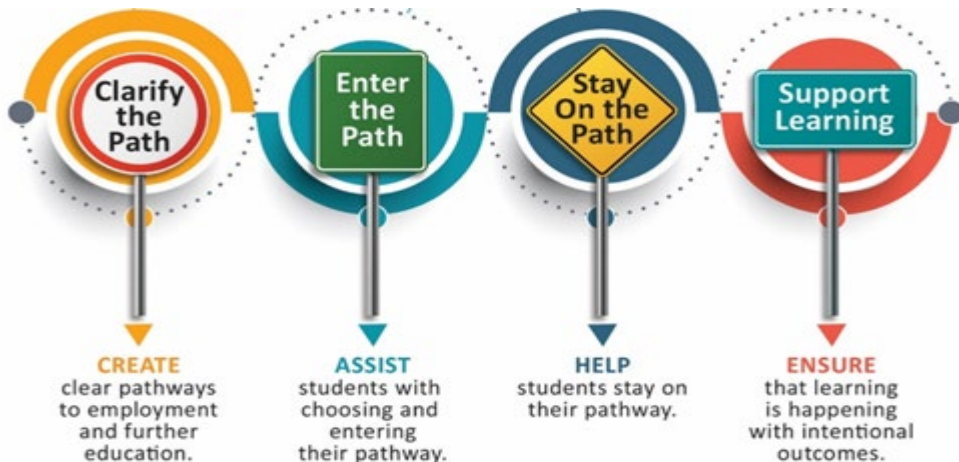 Clarify
the
Path
Enter
the
Path
Stay
On the
Path
Support
Learning
CREATE
clear pathways
to employment
and further
education.
ASSIST
students with
choosing and
entering
their pathway.
HELP
students stay on
their pathway.
ENSURE
that learning
is happening
with intentional
outcomes.